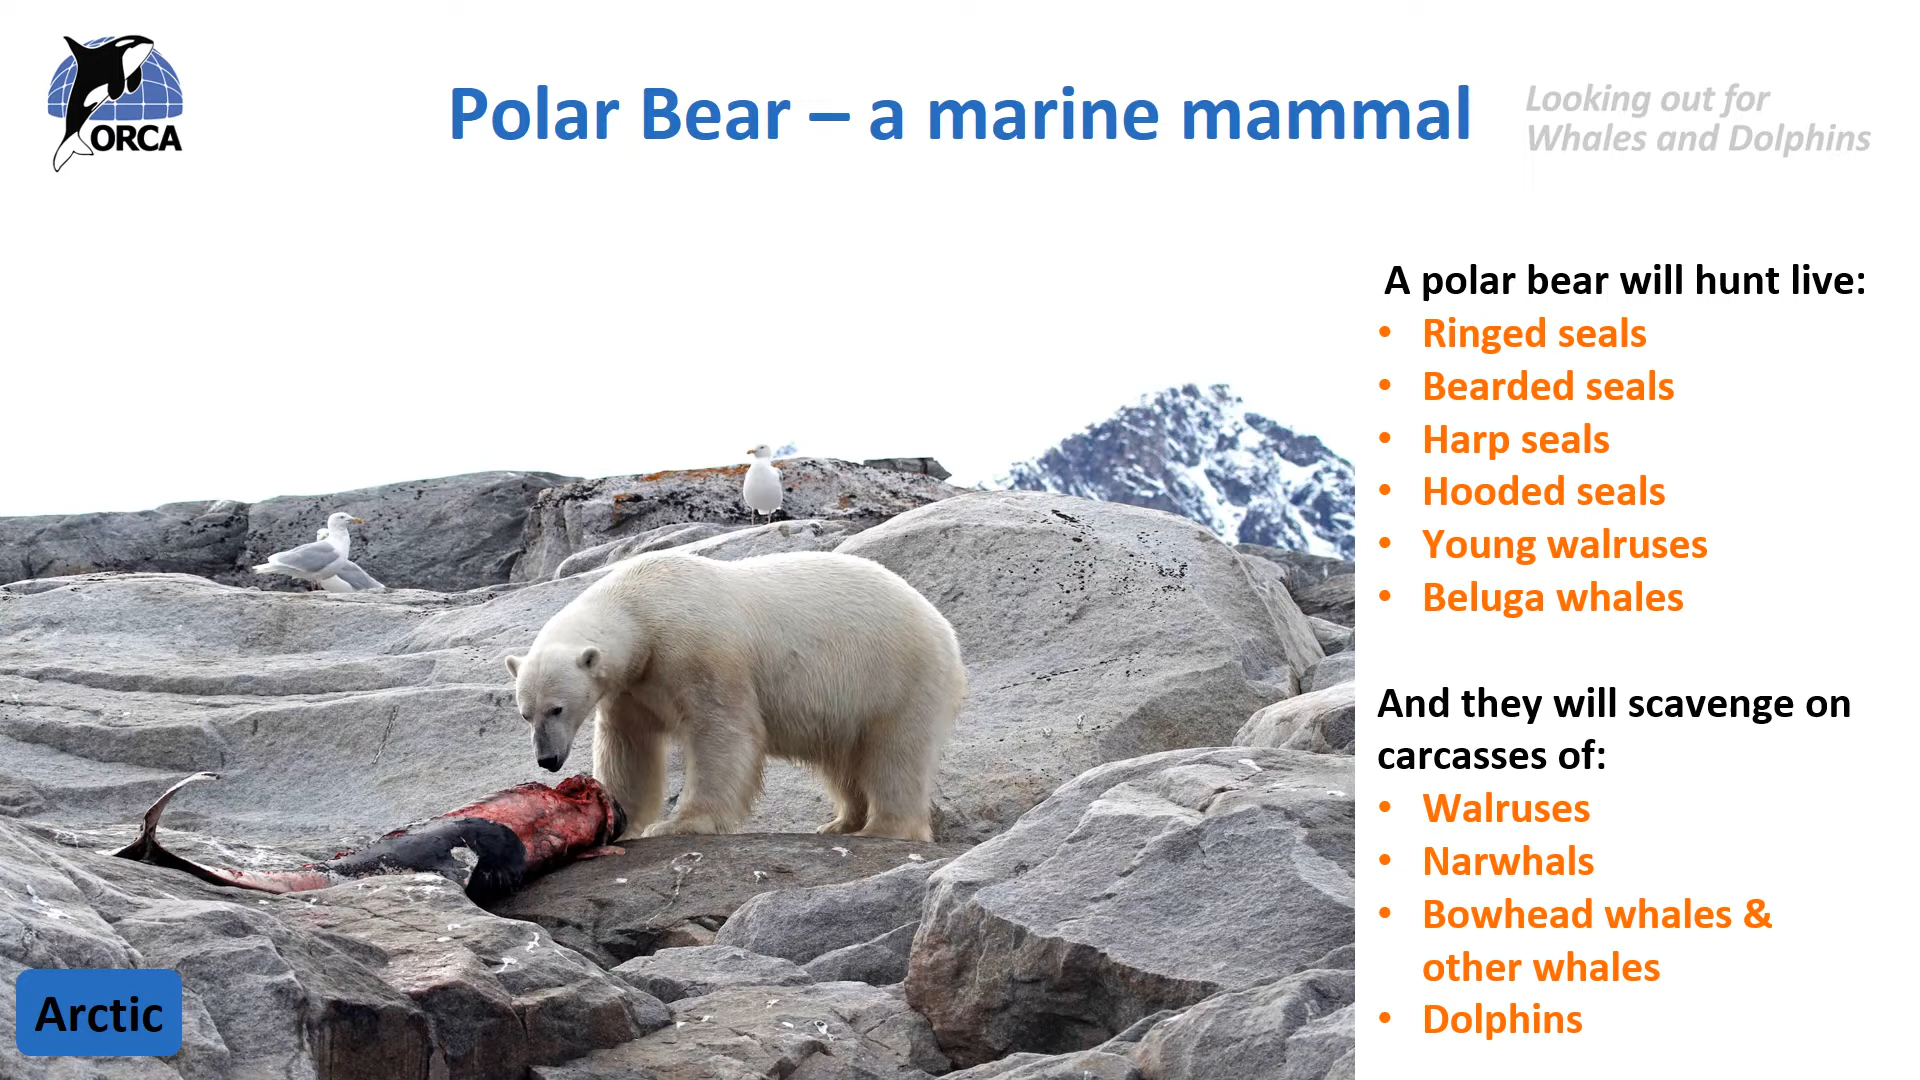 ORCA
Polar Bear – a marine mammal
Looking out for
Whales and Dolphins
A polar bear will hunt live:
• Ringed seals
• Bearded seals
• Harp seals
• Hooded seals
• Young walruses
• Beluga whales
And they will scavenge on
carcasses of:
• Walruses
• Narwhals
• Bowhead whales &
other whales
• Dolphins
Arctic